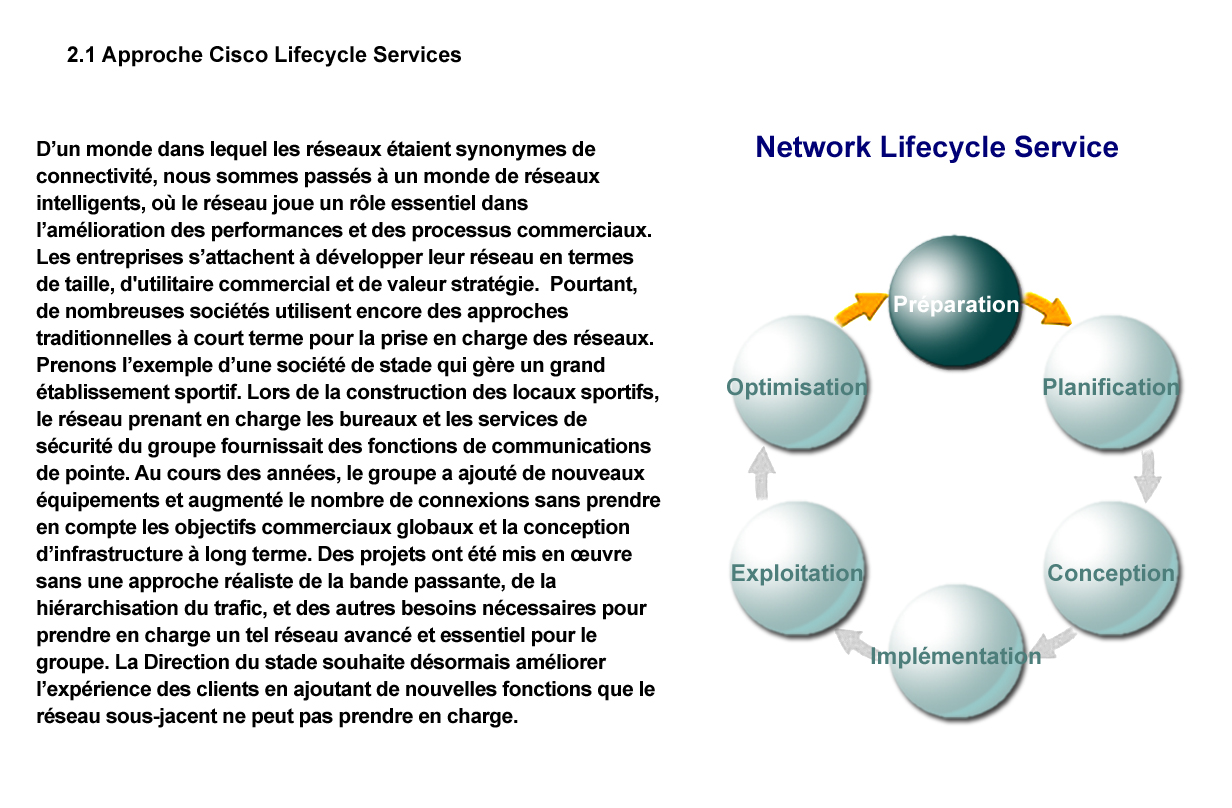 2.1 Approche Cisco Lifecycle Services
D’un monde dans lequel les réseaux étaient synonymes de
connectivité, nous sommes passés à un monde de réseaux
intelligents, où le réseau joue un rôle essentiel dans
l’amélioration des performances et des processus commerciaux.
Les entreprises s’attachent à développer leur réseau en termes
de taille, d'utilitaire commercial et de valeur stratégie.  Pourtant,
de nombreuses sociétés utilisent encore des approches
traditionnelles à court terme pour la prise en charge des réseaux.
Prenons l’exemple d’une société de stade qui gère un grand
établissement sportif. Lors de la construction des locaux sportifs,
le réseau prenant en charge les bureaux et les services de
sécurité du groupe fournissait des fonctions de communications
de pointe. Au cours des années, le groupe a ajouté de nouveaux
équipements et augmenté le nombre de connexions sans prendre
en compte les objectifs commerciaux globaux et la conception
d’infrastructure à long terme. Des projets ont été mis en œuvre
sans une approche réaliste de la bande passante, de la
hiérarchisation du trafic, et des autres besoins nécessaires pour
prendre en charge un tel réseau avancé et essentiel pour le
groupe. La Direction du stade souhaite désormais améliorer
l’expérience des clients en ajoutant de nouvelles fonctions que le
réseau sous-jacent ne peut pas prendre en charge.
Network Lifecycle Service
Préparation
Planification
Conception
Implémentation
Exploitation
Optimisation